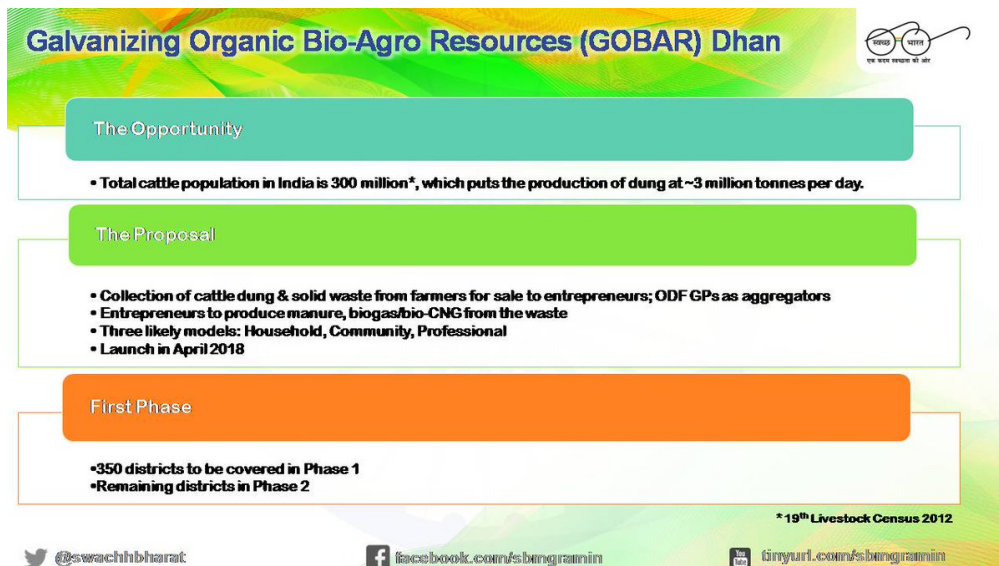 Galvanizing Organic Bio-Agro Resources (GOBAR) Dhan
स्वच्छ भारत
एक कदम स्वच्छता की ओर
The Opportunity
• Total cattle population in India is 300 million*, which puts the production of dung at ~3 million tonnes per day.
The Proposal
• Collection of cattle dung & solid waste from farmers for sale to entrepreneurs; ODF GPs as aggregators
• Entrepreneurs to produce manure, biogas/bio-CNG from the waste
• Three likely models: Household, Community, Professional
• Launch in April 2018
First Phase
•350 districts to be covered in Phase 1
•Remaining districts in Phase 2
*19th Livestock Census 2012
@swachhbharat
facebook.com/sbmgramin
You Tube
tinyurl.com/sbmgramin